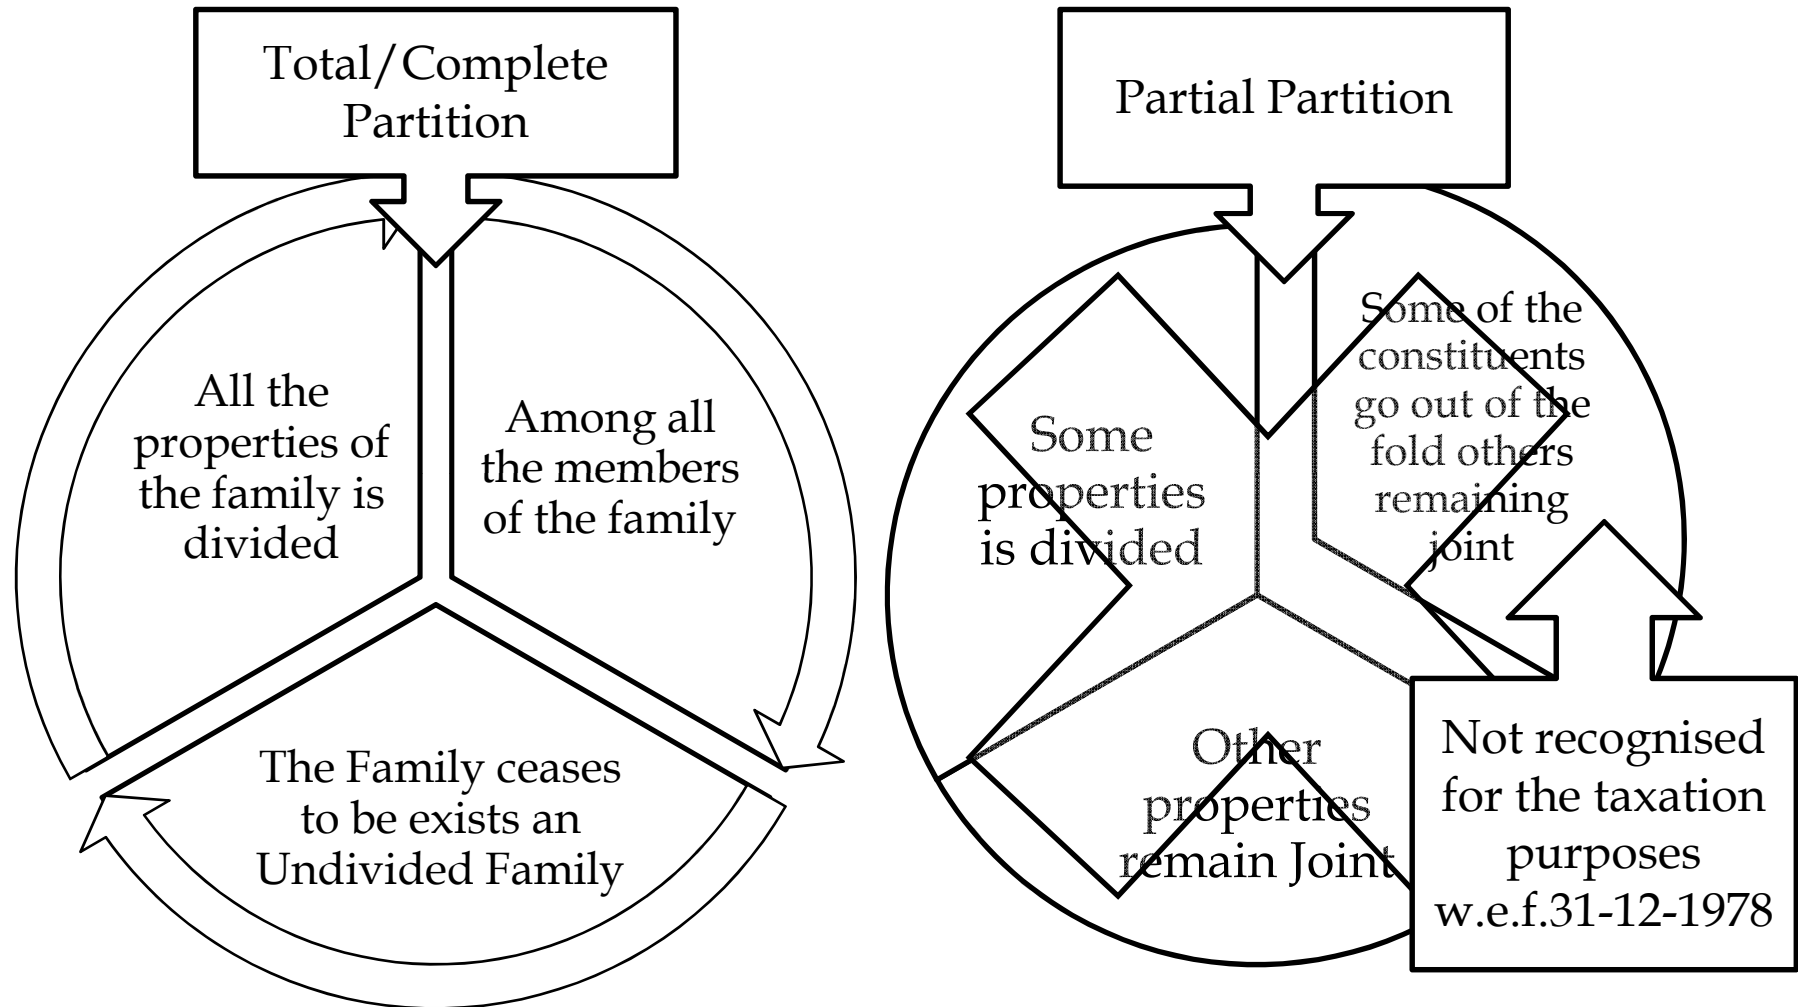 Total/Complete
Partition
All the
properties of
the family is
divided
Among all
the members
of the family
The Family ceases
to be exists an
Undivided Family
Partial Partition
Some
properties
is divided
Some of the
constituents
go out of the
fold others
remaining
joint
Other
properties
remain Joint
Not recognised
for the taxation
purposes
w.e.f.31-12-1978